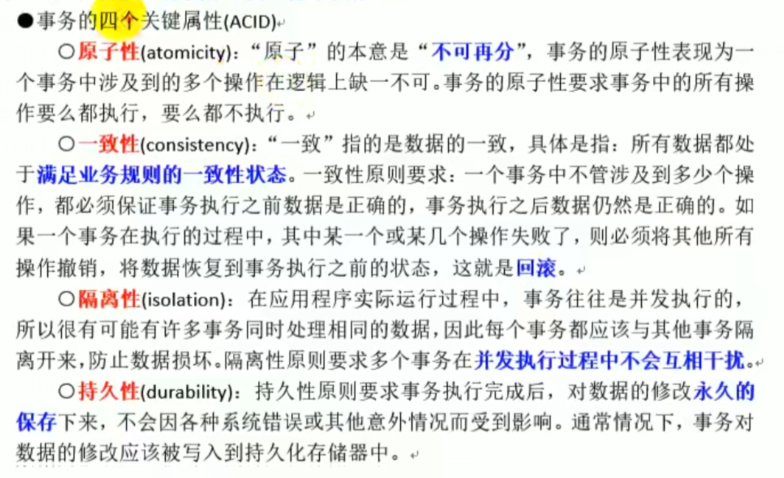 ●事务的四个关键属性(ACID)
○原子性(atomicity)：“原子”的本意是“不可再分”，事务的原子性表现为一
个事务中涉及到的多个操作在逻辑上缺一不可。事务的原子性要求事务中的所有操
作要么都执行，要么都不执行。
○一致性(consistency)：“一致”指的是数据的一致，具体是指：所有数据都处
于满足业务规则的一致性状态。一致性原则要求：一个事务中不管涉及到多少个操
作，都必须保证事务执行之前数据是正确的，事务执行之后数据仍然是正确的。如
果一个事务在执行的过程中，其中某一个或某几个操作失败了，则必须将其他所有
操作撤销，将数据恢复到事务执行之前的状态，这就是回滚。
○隔离性(isolation)：在应用程序实际运行过程中，事务往往是并发执行的，
所以很有可能有许多事务同时处理相同的数据，因此每个事务都应该与其他事务隔
离开来，防止数据损坏。隔离性原则要求多个事务在并发执行过程中不会互相干扰。
○持久性(durability)：持久性原则要求事务执行完成后，对数据的修改永久的
保存下来，不会因各种系统错误或其他意外情况而受到影响。通常情况下，事务对
数据的修改应该被写入到持久化存储器中。